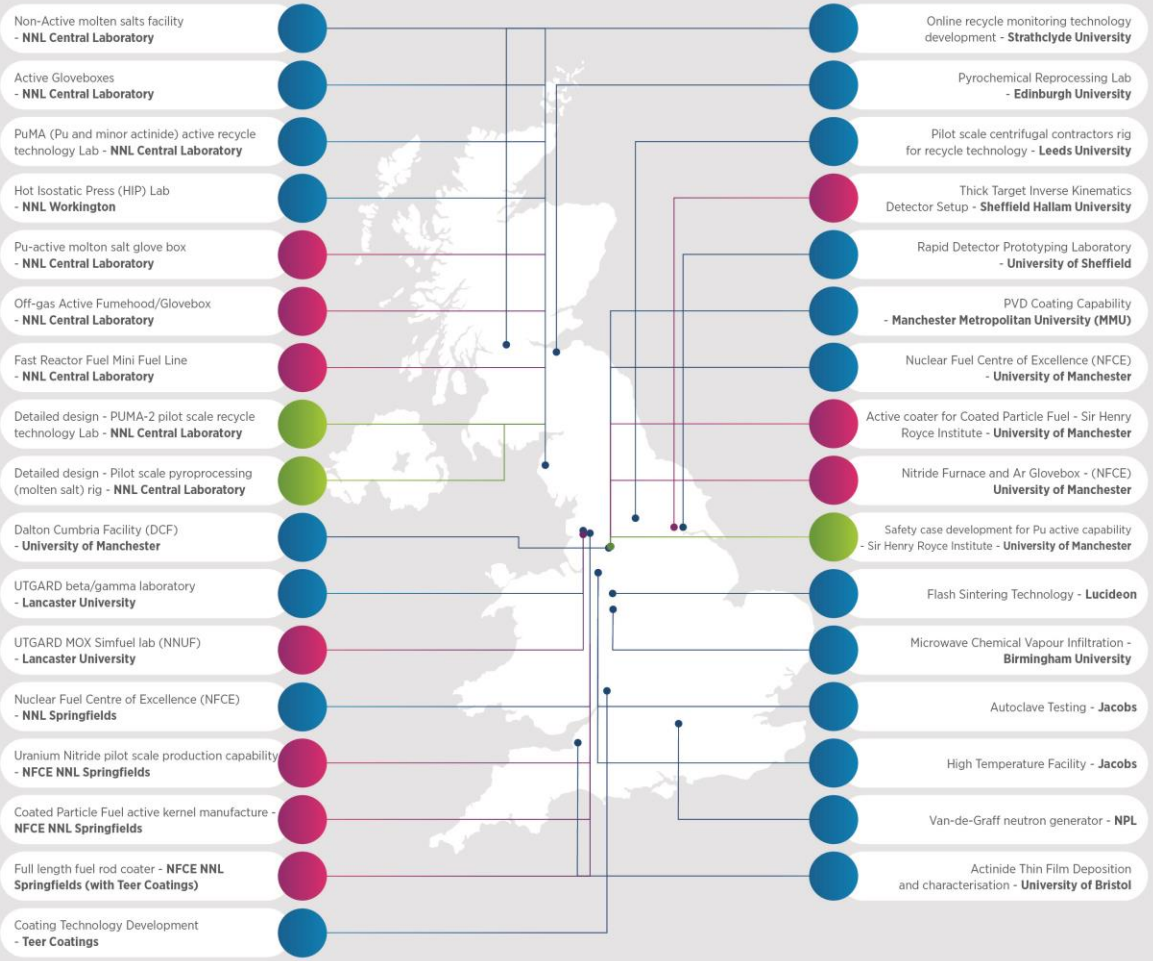 Non-Active molten salts facility
- NNL Central Laboratory
Active Gloveboxes
- NNL Central Laboratory
PuMA (Pu and minor actinide) active recycle
technology Lab - NNL Central Laboratory
Hot Isostatic Press (HIP) Lab
- NNL Workington
Pu-active molton salt glove box
- NNL Central Laboratory
Off-gas Active Fumehood/Glovebox
- NNL Central Laboratory
Fast Reactor Fuel Mini Fuel Line
- NNL Central Laboratory
Detailed design - PUMA-2 pilot scale recycle
technology Lab - NNL Central Laboratory
Detailed design - Pilot scale pyroprocessing
(molten salt) rig - NNL Central Laboratory
Dalton Cumbria Facility (DCF)
- University of Manchester
UTGARD beta/gamma laboratory
- Lancaster University
UTGARD MOX Simfuel lab (NNUF)
- Lancaster University
Nuclear Fuel Centre of Excellence (NFCE)
- NNL Springfields
Uranium Nitride pilot scale production capability
- NFCE NNL Springfields
Coated Particle Fuel active kernel manufacture -
NFCE NNL Springfields
Full length fuel rod coater - NFCE NNL
Springfields (with Teer Coatings)
Coating Technology Development
- Teer Coatings
Online recycle monitoring technology
development - Strathclyde University
Pyrochemical Reprocessing Lab
- Edinburgh University
Pilot scale centrifugal contractors rig
for recycle technology - Leeds University
Thick Target Inverse Kinematics
Detector Setup - Sheffield Hallam University
Rapid Detector Prototyping Laboratory
- University of Sheffield
PVD Coating Capability
- Manchester Metropolitan University (MMU)
Nuclear Fuel Centre of Excellence (NFCE)
- University of Manchester
Active coater for Coated Particle Fuel - Sir Henry
Royce Institute - University of Manchester
Nitride Furnace and Ar Glovebox - (NFCE)
University of Manchester
Safety case development for Pu active capability
- Sir Henry Royce Institute - University of Manchester
Flash Sintering Technology - Lucideon
Microwave Chemical Vapour Infiltration -
Birmingham University
Autoclave Testing - Jacobs
High Temperature Facility - Jacobs
Van-de-Graff neutron generator - NPL
Actinide Thin Film Deposition
and characterisation - University of Bristol